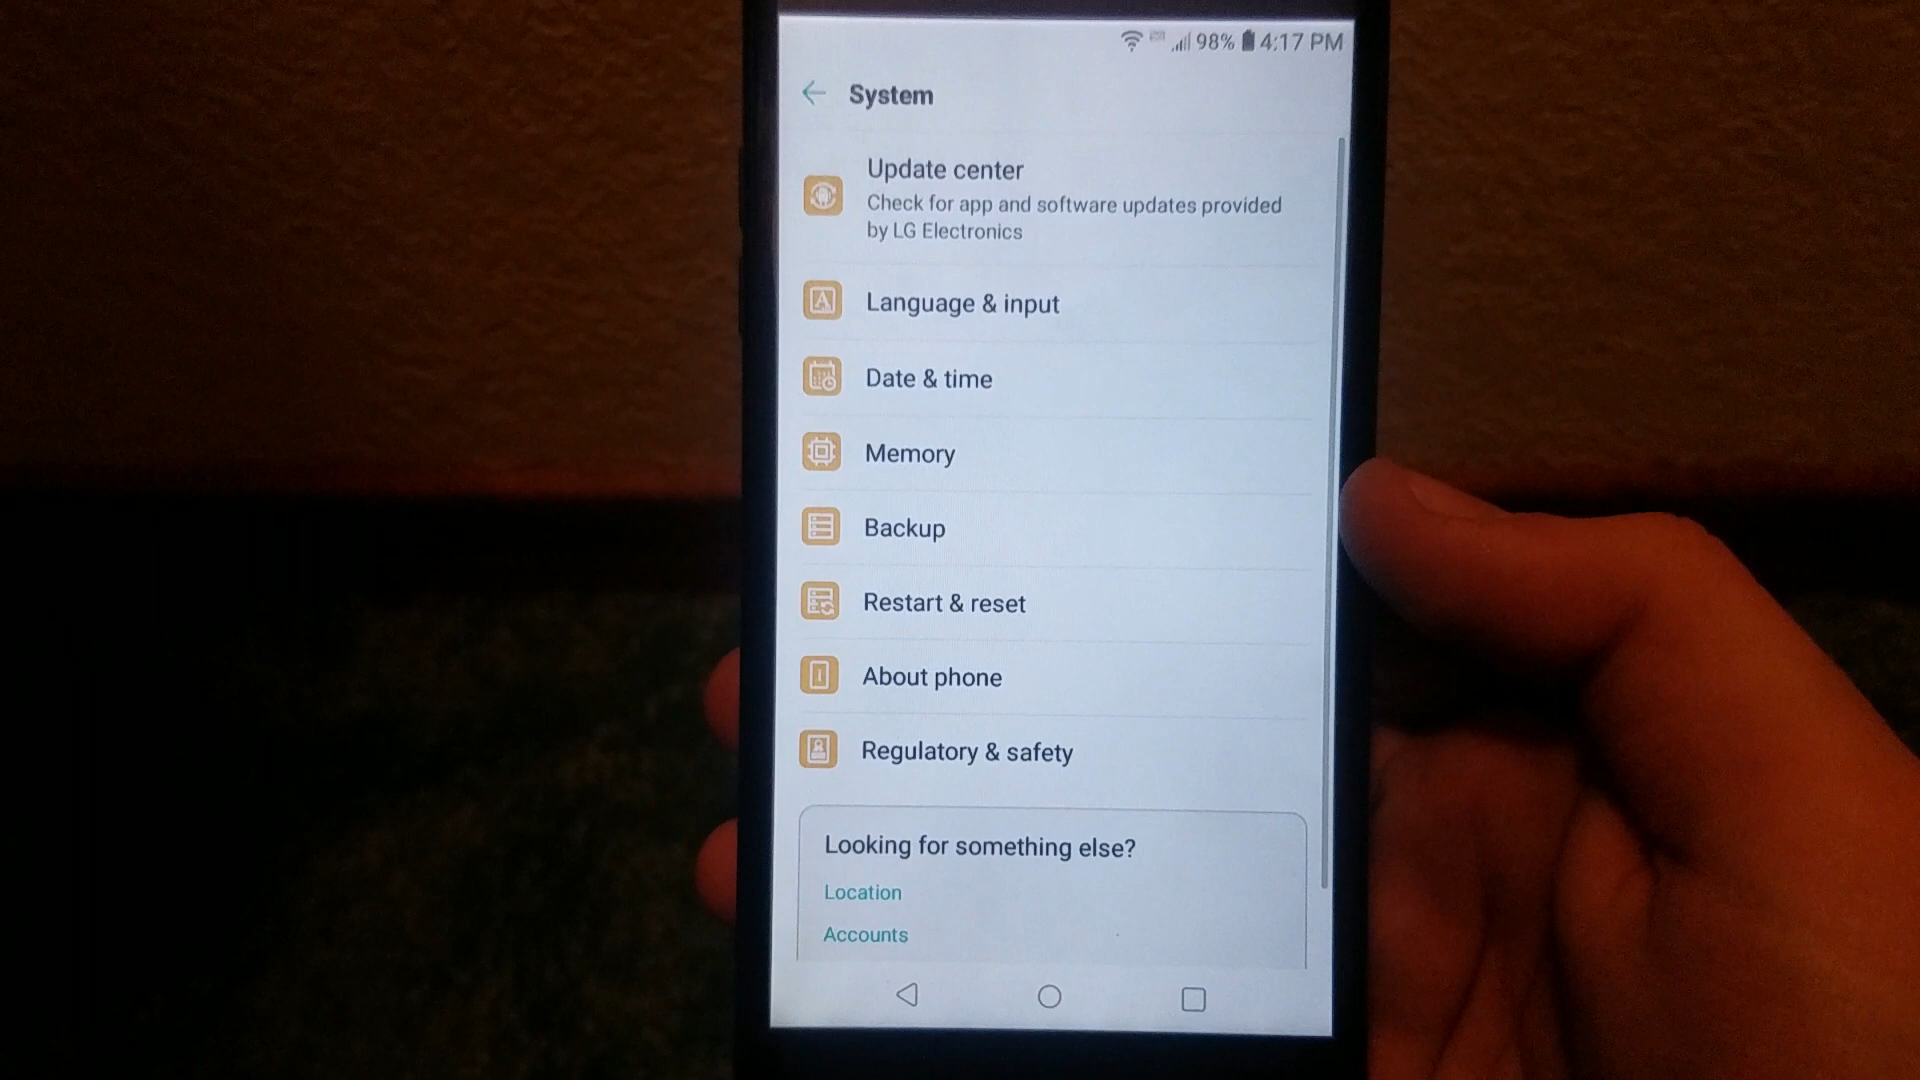 98% 4:17 PM
System
Update center
Check for app and software updates provided
by LG Electronics
Language & input
Date & time
Memory
Backup
Restart & reset
About phone
Regulatory & safety
Looking for something else?
Location
Accounts